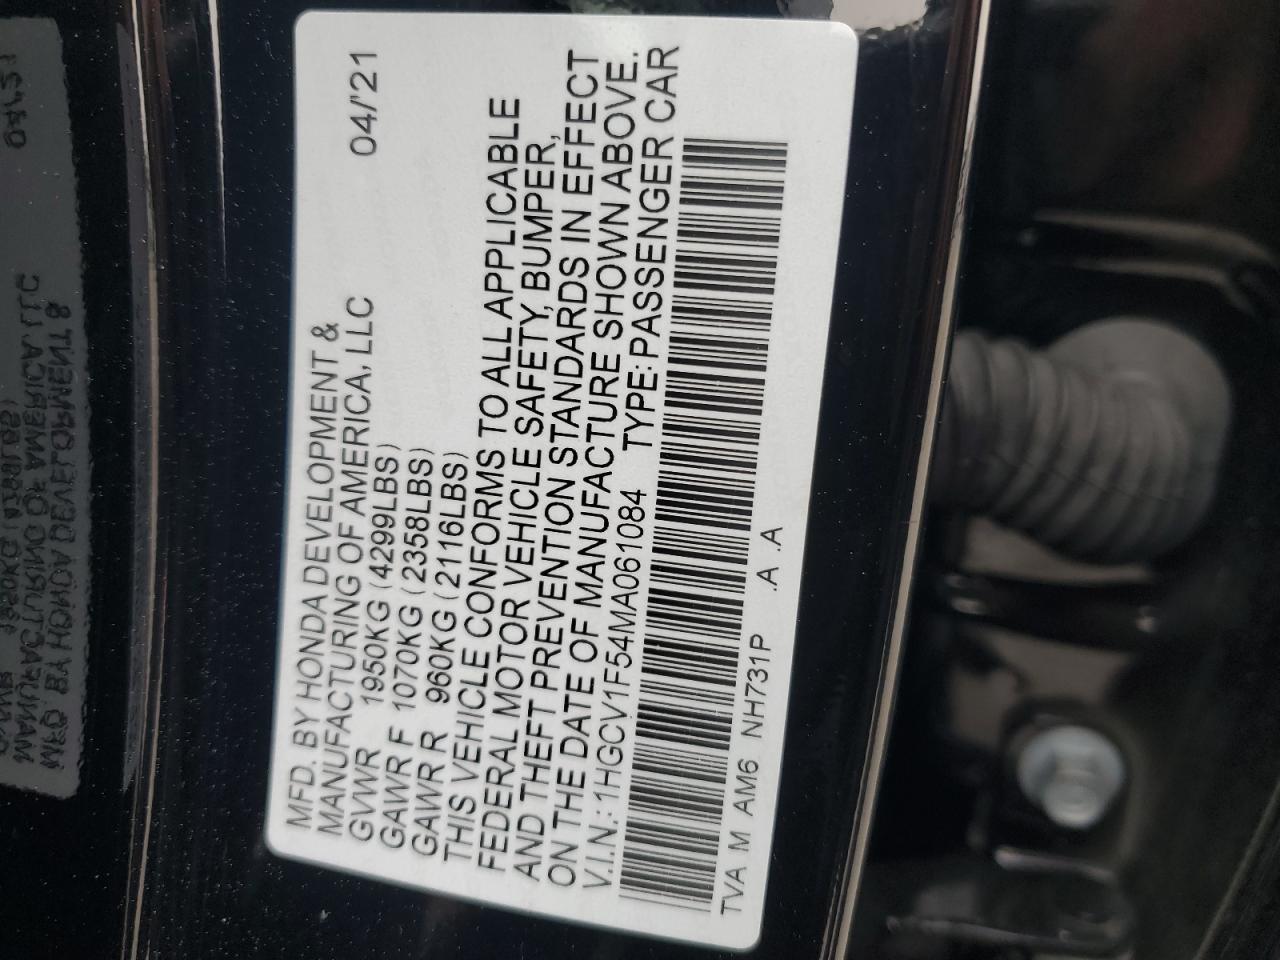 MFD. BY HONDA DEVELOPMENT &
MANUFACTURING OF AMERICA, LLC 04/'21
GVWR 1950KG (4299LBS)
GAWR F 1070KG (2358LBS)
GAWR R 960KG (2116LBS)
THIS VEHICLE CONFORMS TO ALL APPLICABLE
FEDERAL MOTOR VEHICLE SAFETY, BUMPER,
AND THEFT PREVENTION STANDARDS IN EFFECT
ON THE DATE OF MANUFACTURE SHOWN ABOVE.
V.I.N.: 1HGCV1F54MA061084 TYPE: PASSENGER CAR
TVA M AM6 NH731P .A .A